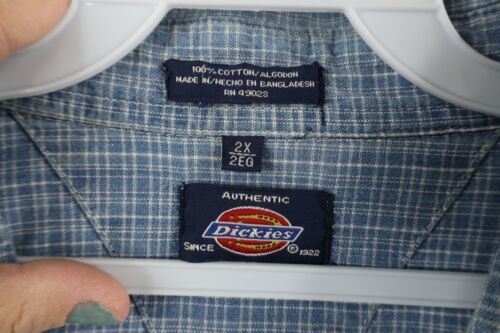 100% COTTON/ALGODON
MADE IN/HECHO EN BANGLADESH
RN 49028
2X
2EG
AUTHENTIC
Dickies
SINCE ® 1922